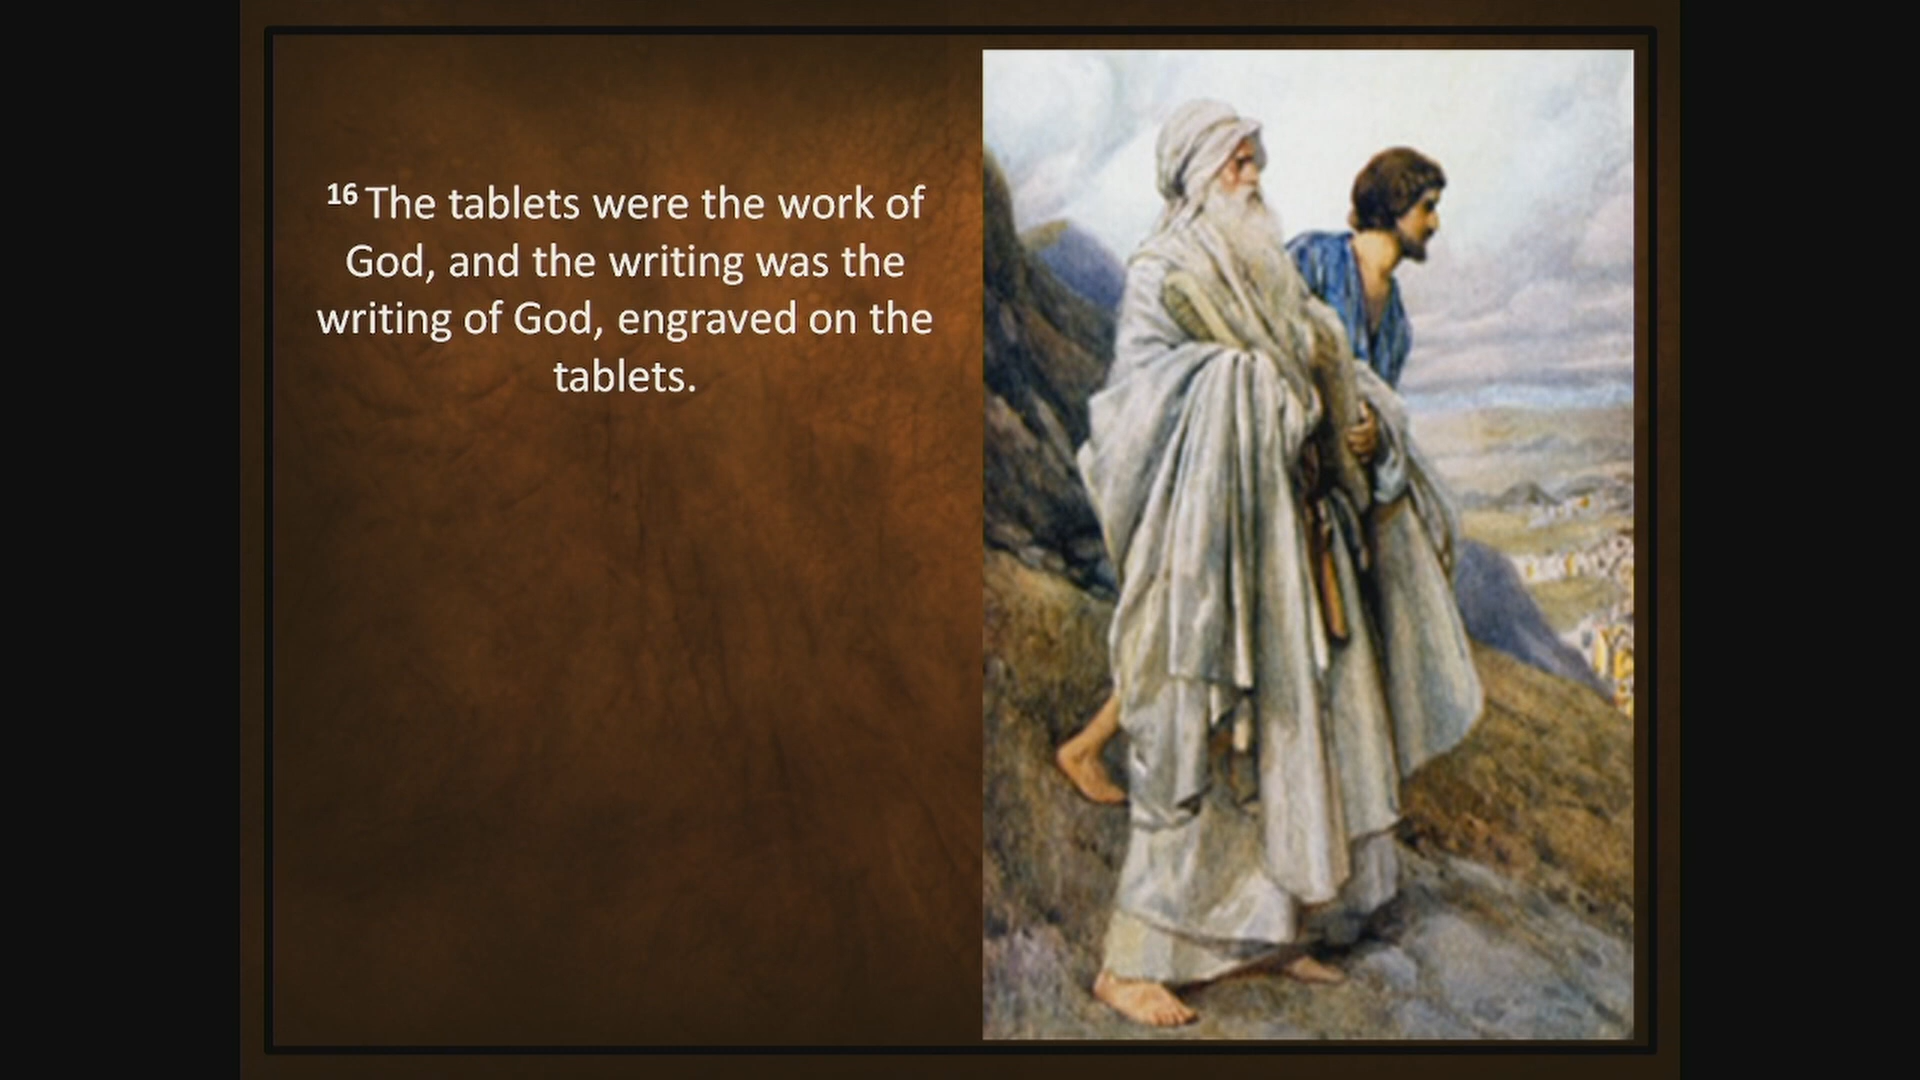 16 The tablets were the work of
God, and the writing was the
writing of God, engraved on the
tablets.